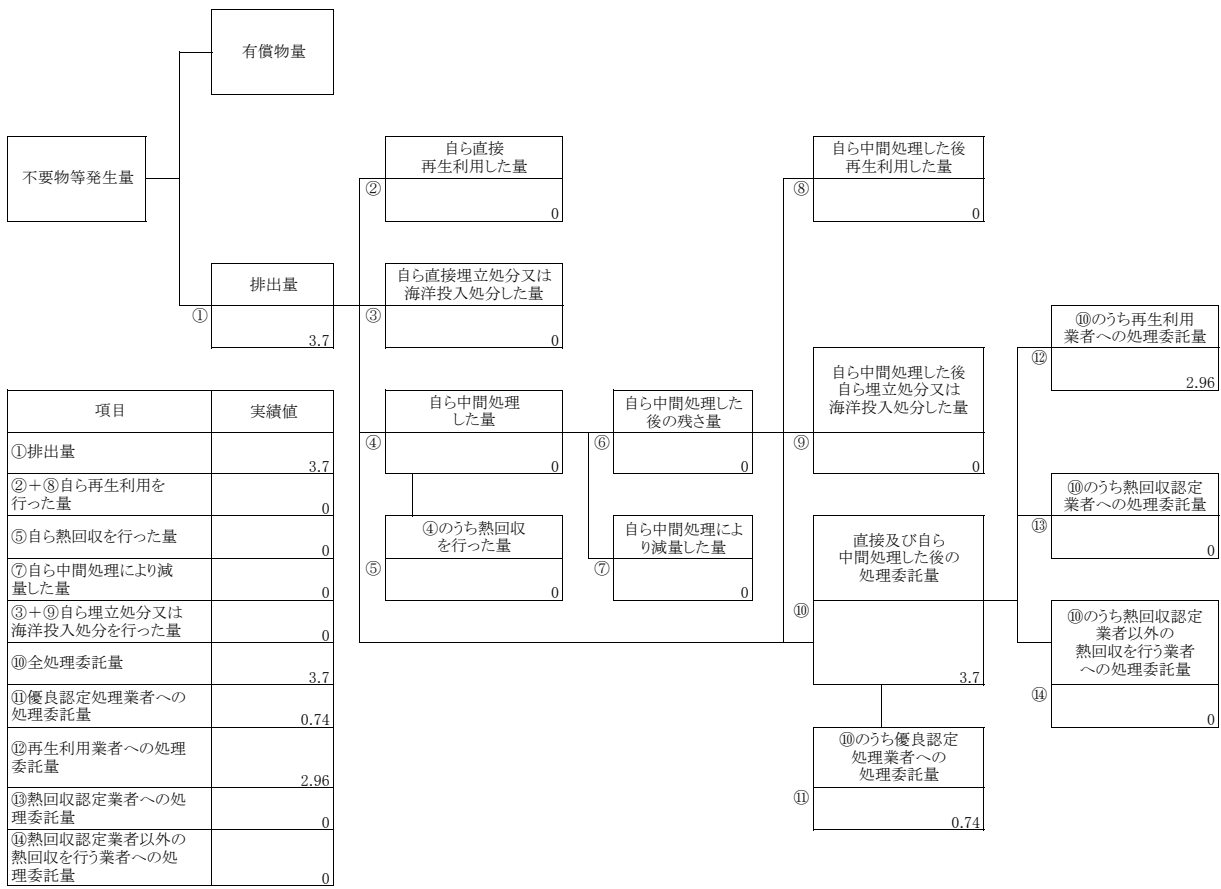 有償物量
不要物等発生量
排出量
①
3.7
自ら直接
再生利用した量
②
0
自ら直接埋立処分又は
海洋投入処分した量
③
0
自ら中間処理
した量
④
0
④のうち熱回収
を行った量
⑤
0
自ら中間処理した
後の残さ量
⑥
0
自ら中間処理によ
り減量した量
⑦
0
自ら中間処理した後
再生利用した量
⑧
0
自ら中間処理した後
自ら埋立処分又は
海洋投入処分した量
⑨
0
直接及び自ら
中間処理した後の
処理委託量
⑩
3.7
⑩のうち優良認定
処理業者への
処理委託量
⑪
0.74
⑩のうち再生利用
業者への処理委託量
⑫
2.96
⑩のうち熱回収認定
業者への処理委託量
⑬
0
⑩のうち熱回収認定
業者以外の
熱回収を行う業者
への処理委託量
⑭
0
項目 実績値
①排出量
3.7
②+⑧自ら再生利用を
行った量
0
⑤自ら熱回収を行った量
0
⑦自ら中間処理により減
量した量
0
③+⑨自ら埋立処分又は
海洋投入処分を行った量
0
⑩全処理委託量
3.7
⑪優良認定処理業者への
処理委託量
0.74
⑫再生利用業者への処理
委託量
2.96
⑬熱回収認定業者への処
理委託量
0
⑭熱回収認定業者以外の
熱回収を行う業者への処
理委託量
0